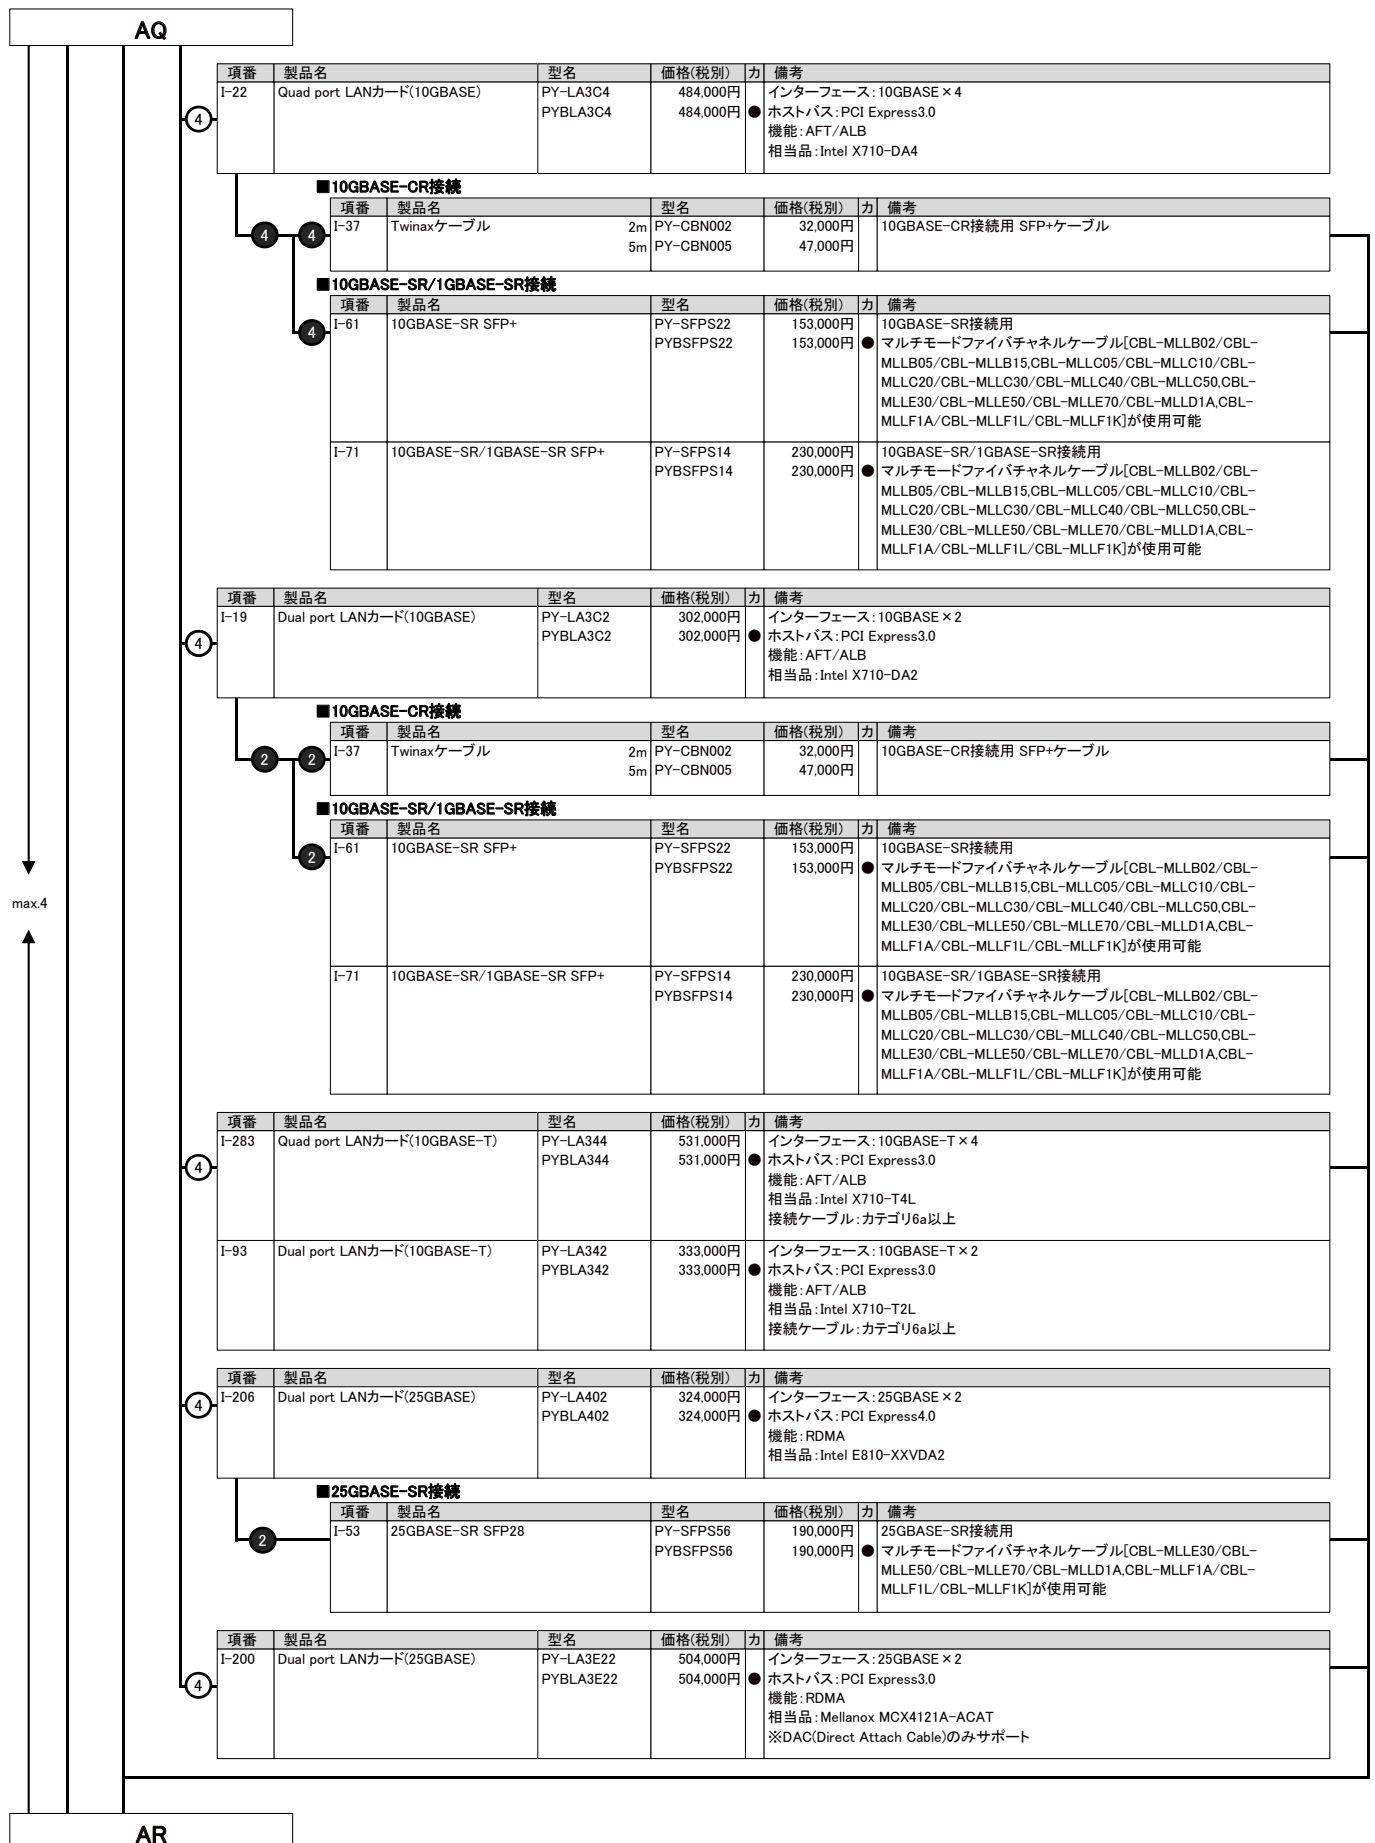 AQ
項番 製品名 型名 価格(税別) カ 備考
I-22 Quad port LANカード(10GBASE) PY-LA3C4 484,000円 インターフェース:10GBASE×4
PYBLA3C4 484,000円 ● ホストバス:PCI Express3.0
④
機能:AFT/ALB
相当品:Intel X710-DA4
■10GBASE-CR接続
項番 製品名 型名 価格(税別) カ 備考
4 4 I-37 Twinaxケーブル 2m PY-CBN002 32,000円 10GBASE-CR接続用 SFP+ケーブル
5m PY-CBN005 47,000円
■10GBASE-SR/1GBASE-SR接続
項番 製品名 型名 価格(税別) カ 備考
4 I-61 10GBASE-SR SFP+ PY-SFPS22 153,000円 10GBASE-SR接続用
PYBSFPS22 153,000円 ● マルチモードファイバチャネルケーブル[CBL-MLLB02/CBL-
MLLB05/CBL-MLLB15,CBL-MLLC05/CBL-MLLC10/CBL-
MLLC20/CBL-MLLC30/CBL-MLLC40/CBL-MLLC50,CBL-
MLLE30/CBL-MLLE50/CBL-MLLE70/CBL-MLLD1A,CBL-
MLLF1A/CBL-MLLF1L/CBL-MLLF1K]が使用可能
I-71 10GBASE-SR/1GBASE-SR SFP+ PY-SFPS14 230,000円 10GBASE-SR/1GBASE-SR接続用
PYBSFPS14 230,000円 ● マルチモードファイバチャネルケーブル[CBL-MLLB02/CBL-
MLLB05/CBL-MLLB15,CBL-MLLC05/CBL-MLLC10/CBL-
MLLC20/CBL-MLLC30/CBL-MLLC40/CBL-MLLC50,CBL-
MLLE30/CBL-MLLE50/CBL-MLLE70/CBL-MLLD1A,CBL-
MLLF1A/CBL-MLLF1L/CBL-MLLF1K]が使用可能
項番 製品名 型名 価格(税別) カ 備考
I-19 Dual port LANカード(10GBASE) PY-LA3C2 302,000円 インターフェース:10GBASE×2
④ PYBLA3C2 302,000円 ● ホストバス:PCI Express3.0
機能:AFT/ALB
相当品:Intel X710-DA2
■10GBASE-CR接続
項番 製品名 型名 価格(税別) カ 備考
2 2 I-37 Twinaxケーブル 2m PY-CBN002 32,000円 10GBASE-CR接続用 SFP+ケーブル
5m PY-CBN005 47,000円
■10GBASE-SR/1GBASE-SR接続
項番 製品名 型名 価格(税別) カ 備考
2 I-61 10GBASE-SR SFP+ PY-SFPS22 153,000円 10GBASE-SR接続用
PYBSFPS22 153,000円 ● マルチモードファイバチャネルケーブル[CBL-MLLB02/CBL-
MLLB05/CBL-MLLB15,CBL-MLLC05/CBL-MLLC10/CBL-
max.4
MLLC20/CBL-MLLC30/CBL-MLLC40/CBL-MLLC50,CBL-
MLLE30/CBL-MLLE50/CBL-MLLE70/CBL-MLLD1A,CBL-
MLLF1A/CBL-MLLF1L/CBL-MLLF1K]が使用可能
I-71 10GBASE-SR/1GBASE-SR SFP+ PY-SFPS14 230,000円 10GBASE-SR/1GBASE-SR接続用
PYBSFPS14 230,000円 ● マルチモードファイバチャネルケーブル[CBL-MLLB02/CBL-
MLLB05/CBL-MLLB15,CBL-MLLC05/CBL-MLLC10/CBL-
MLLC20/CBL-MLLC30/CBL-MLLC40/CBL-MLLC50,CBL-
MLLE30/CBL-MLLE50/CBL-MLLE70/CBL-MLLD1A,CBL-
MLLF1A/CBL-MLLF1L/CBL-MLLF1K]が使用可能
項番 製品名 型名 価格(税別) カ 備考
I-283 Quad port LANカード(10GBASE-T) PY-LA344 531,000円 インターフェース:10GBASE-T×4
④ PYBLA344 531,000円 ● ホストバス:PCI Express3.0
機能:AFT/ALB
相当品:Intel X710-T4L
接続ケーブル:カテゴリ6a以上
I-93 Dual port LANカード(10GBASE-T) PY-LA342 333,000円 インターフェース:10GBASE-T×2
PYBLA342 333,000円 ● ホストバス:PCI Express3.0
機能:AFT/ALB
相当品:Intel X710-T2L
接続ケーブル:カテゴリ6a以上
項番 製品名 型名 価格(税別) カ 備考
④ I-206 Dual port LANカード(25GBASE) PY-LA402 324,000円 インターフェース:25GBASE×2
PYBLA402 324,000円 ● ホストバス:PCI Express4.0
機能:RDMA
相当品:Intel E810-XXVDA2
■25GBASE-SR接続
項番 製品名 型名 価格(税別) カ 備考
2 I-53 25GBASE-SR SFP28 PY-SFPS56 190,000円 25GBASE-SR接続用
PYBSFPS56 190,000円 ● マルチモードファイバチャネルケーブル[CBL-MLLE30/CBL-
MLLE50/CBL-MLLE70/CBL-MLLD1A,CBL-MLLF1A/CBL-
MLLF1L/CBL-MLLF1K]が使用可能
項番 製品名 型名 価格(税別) カ 備考
I-200 Dual port LANカード(25GBASE) PY-LA3E22 504,000円 インターフェース:25GBASE×2
④ PYBLA3E22 504,000円 ● ホストバス:PCI Express3.0
機能:RDMA
相当品:Mellanox MCX4121A-ACAT
※DAC(Direct Attach Cable)のみサポート
AR